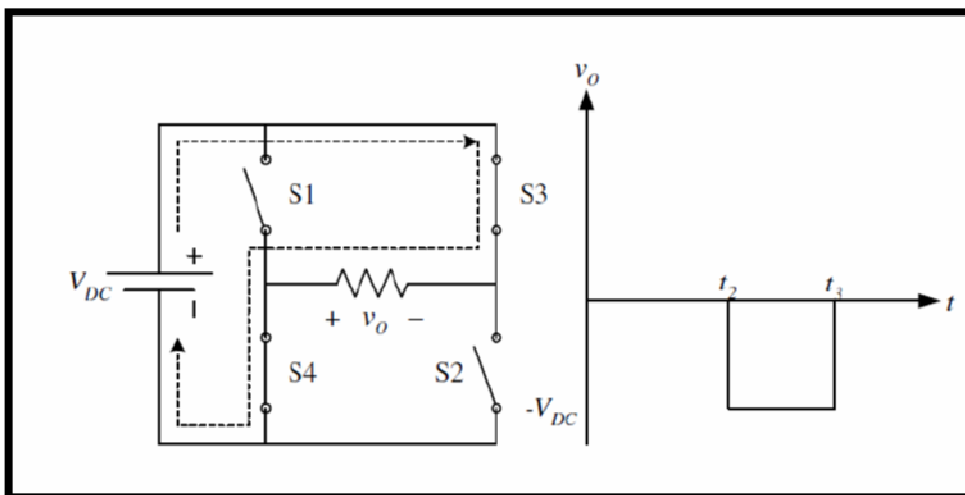 v_O
S1
S3
+
V_DC
t_2
t_3
t
+ v_O −
S4
S2
-V_DC